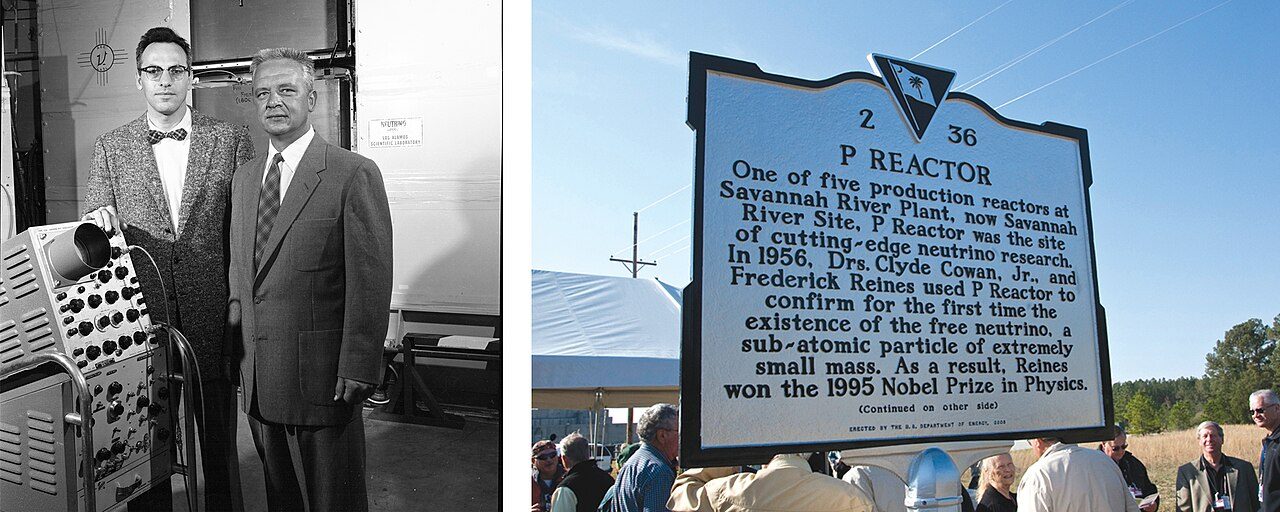 ν
NEUTRINO
LOS ALAMOS
SCIENTIFIC LABORATORY
2 36
P REACTOR
One of five production reactors at
Savannah River Plant, now Savannah
River Site, P Reactor was the site
of cutting-edge neutrino research.
In 1956, Drs. Clyde Cowan, Jr., and
Frederick Reines used P Reactor to
confirm for the first time the
existence of the free neutrino, a
sub-atomic particle of extremely
small mass. As a result, Reines
won the 1995 Nobel Prize in Physics.
(Continued on other side)
ERECTED BY THE U.S. DEPARTMENT OF ENERGY, 2008